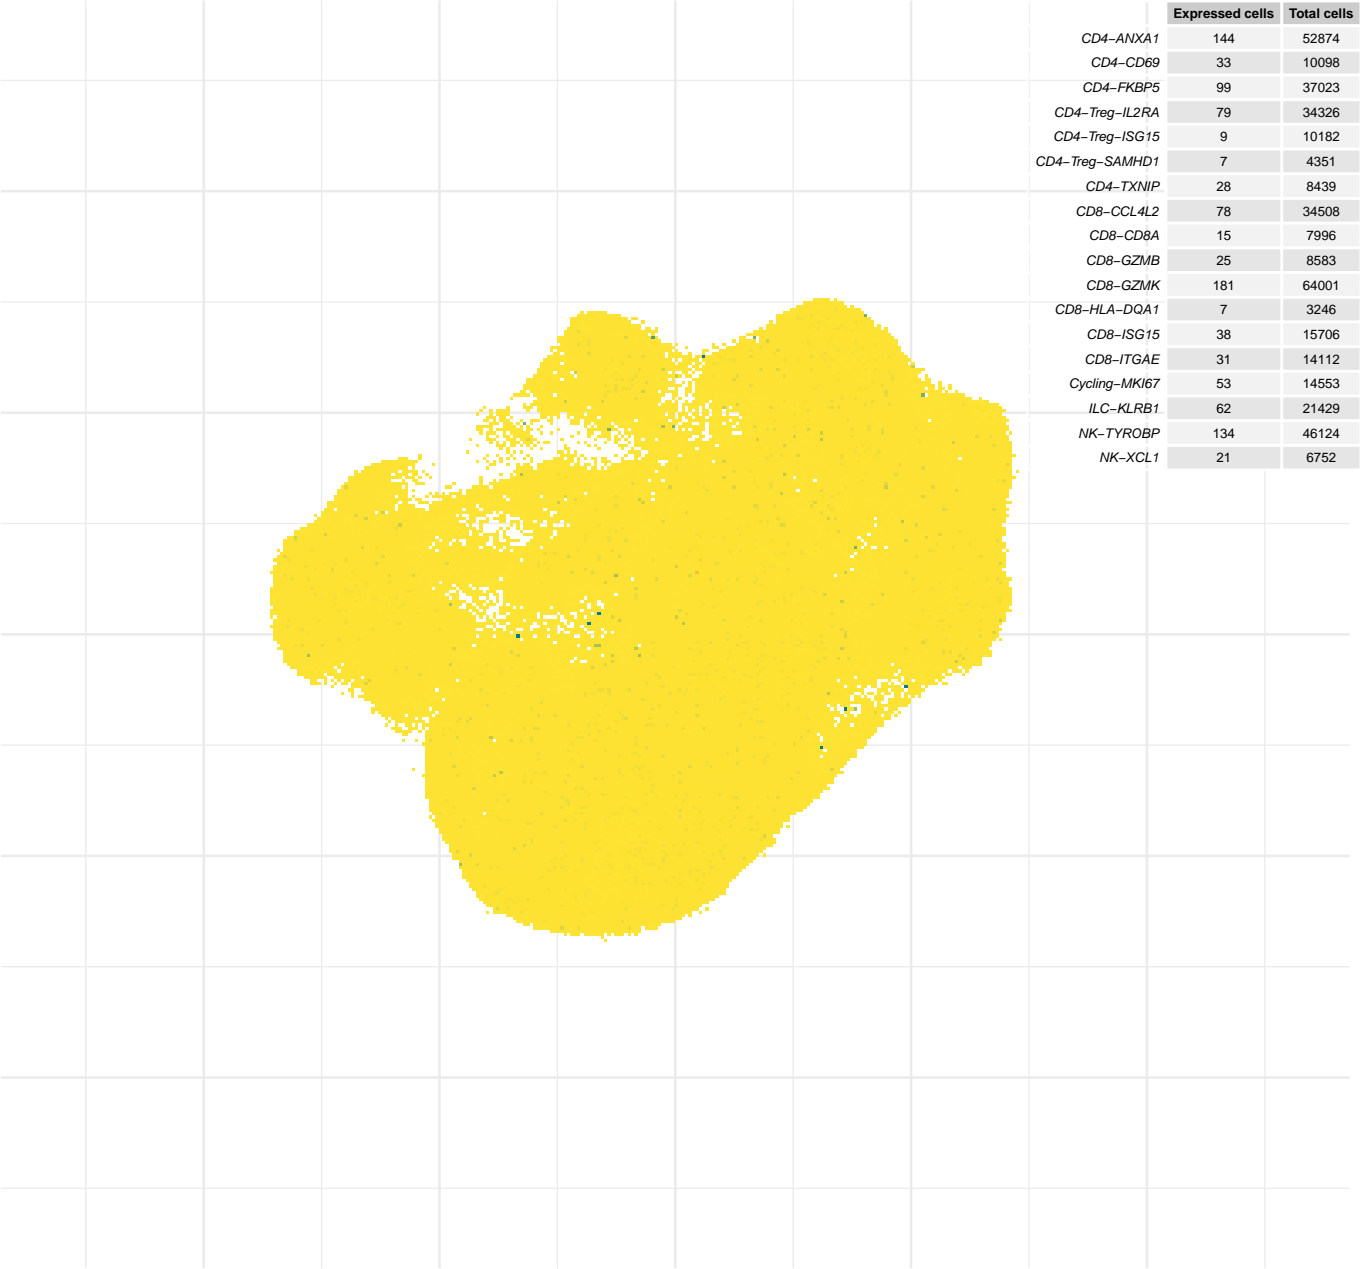 Expressed cells Total cells
CD4−ANXA1 144 52874
CD4−CD69 33 10098
CD4−FKBP5 99 37023
CD4−Treg−IL2RA 79 34326
CD4−Treg−ISG15 9 10182
CD4−Treg−SAMHD1 7 4351
CD4−TXNIP 28 8439
CD8−CCL4L2 78 34508
CD8−CD8A 15 7996
CD8−GZMB 25 8583
CD8−GZMK 181 64001
CD8−HLA−DQA1 7 3246
CD8−ISG15 38 15706
CD8−ITGAE 31 14112
Cycling−MKI67 53 14553
ILC−KLRB1 62 21429
NK−TYROBP 134 46124
NK−XCL1 21 6752